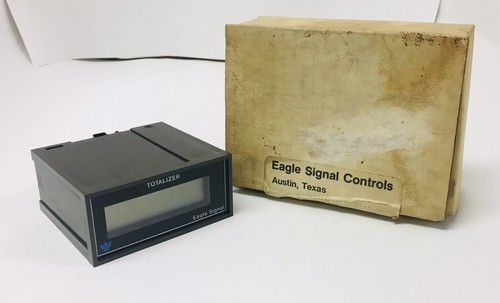 TOTALIZER
Eagle Signal
Eagle Signal Controls
Austin, Texas